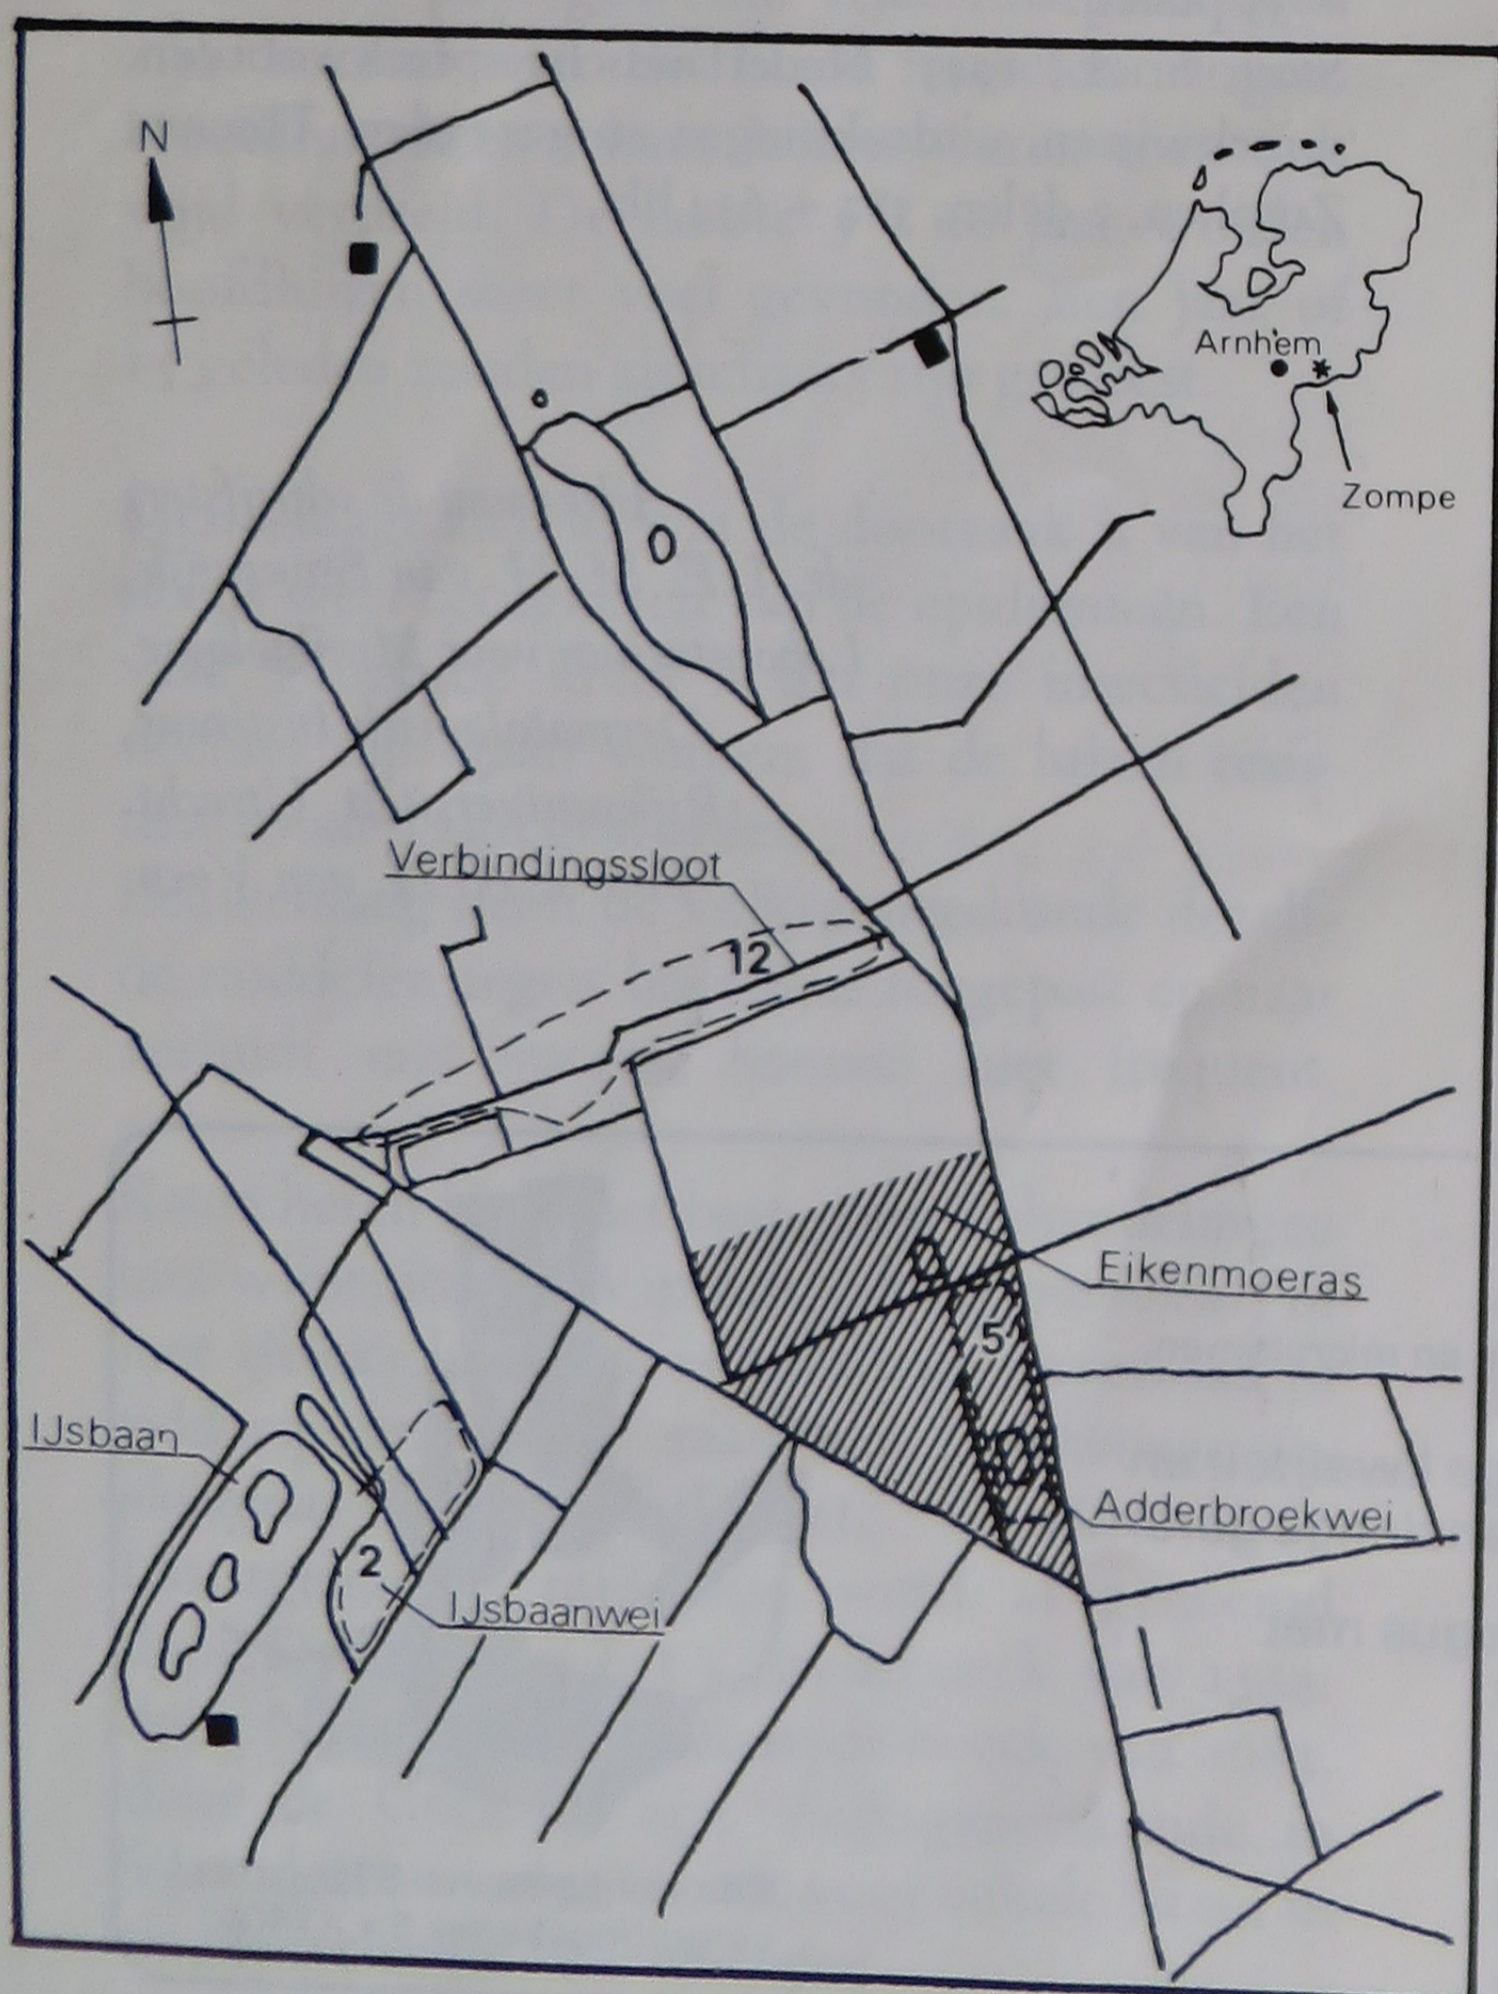 N
Arnhem
Zompe
Verbindingssloot
12
Eikenmoeras
5
IJsbaan
Adderbroekwei
2
IJsbaanwei